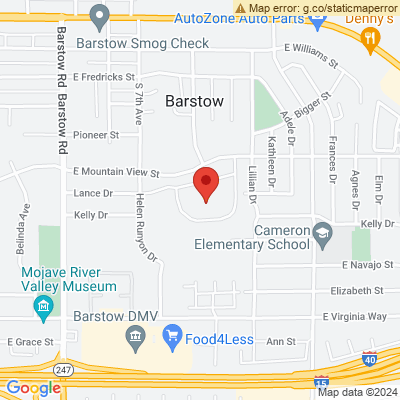 Map error: g.co/staticmaperror
AutoZone Auto Parts
Denny's
Barstow Smog Check
E Williams St
E Fredricks St
Barstow Rd
Barstow Rd
S 7th Ave
Barstow
Bigger St
Adele Dr
Pioneer St
Kathleen Dr
Frances Dr
E Mountain View St
Lillian Dr
Agnes Dr
Elm Dr
Lance Dr
Kelly Dr
Helen Runyon Dr
Belinda Ave
Cameron
Elementary School
Kelly Dr
Mojave River
Valley Museum
E Navajo St
Elizabeth St
Barstow DMV
E Virginia Way
E Grace St
Food4Less
Ann St
247
40
15
Google
Map data ©2024